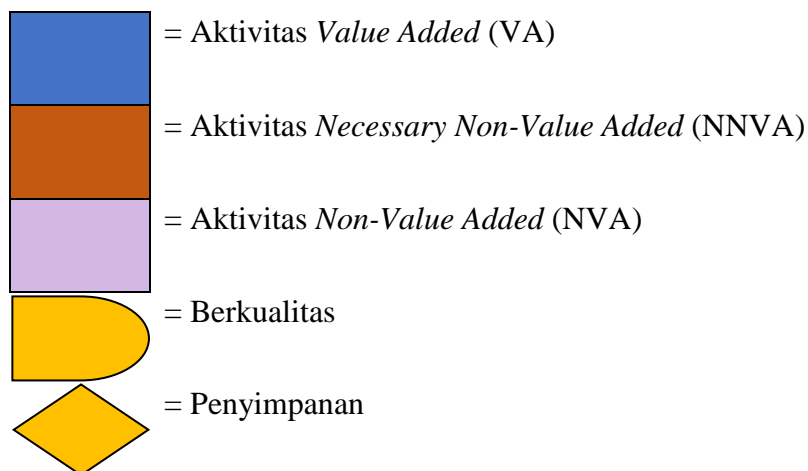 = Aktivitas Value Added (VA)
= Aktivitas Necessary Non-Value Added (NNVA)
= Aktivitas Non-Value Added (NVA)
= Berkualitas
= Penyimpanan